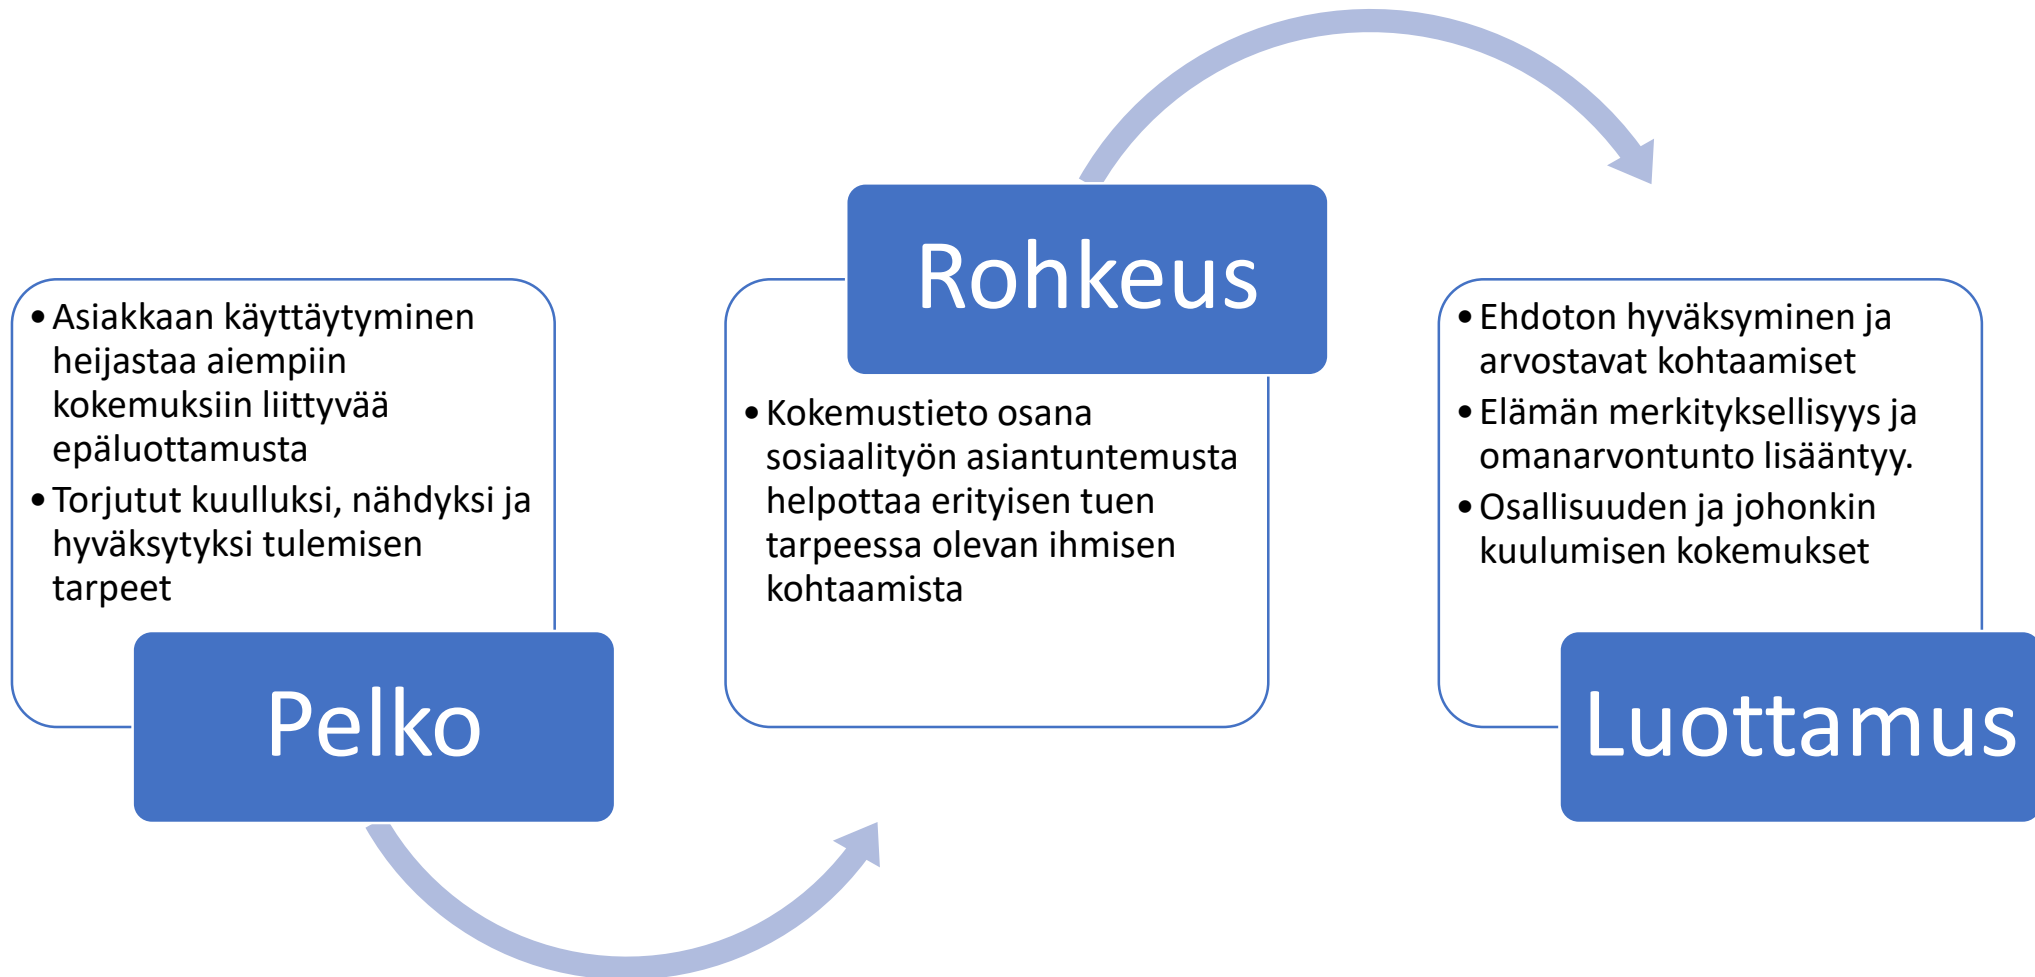 • Asiakkaan käyttäytyminen
heijastaa aiempiin
kokemuksiin liittyvää
epäluottamusta
• Torjutut kuulluksi, nähdyksi ja
hyväksytyksi tulemisen
tarpeet
Pelko
Rohkeus
• Kokemustieto osana
sosiaalityön asiantuntemusta
helpottaa erityisen tuen
tarpeessa olevan ihmisen
kohtaamista
• Ehdoton hyväksyminen ja
arvostavat kohtaamiset
• Elämän merkityksellisyys ja
omanarvontunto lisääntyy.
• Osallisuuden ja johonkin
kuulumisen kokemukset
Luottamus